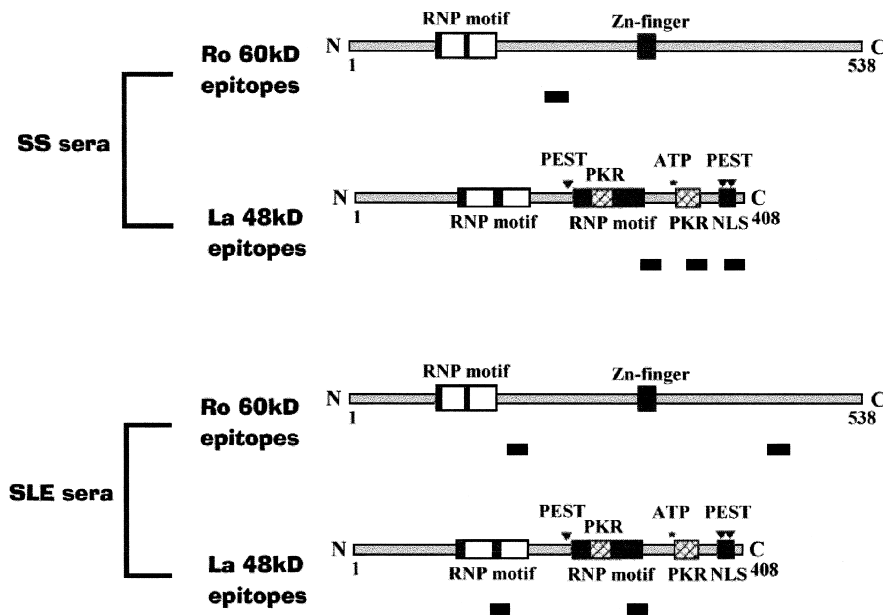 RNP motif Zn-finger
N C
Ro 60kD
epitopes
1 538
SS sera
PEST ATP PEST
PKR
N C
1 RNP motif RNP motif PKR NLS 408
La 48kD
epitopes
RNP motif Zn-finger
N C
Ro 60kD
epitopes
1 538
SLE sera
PEST ATP PEST
PKR
N C
1 RNP motif RNP motif PKR NLS 408
La 48kD
epitopes